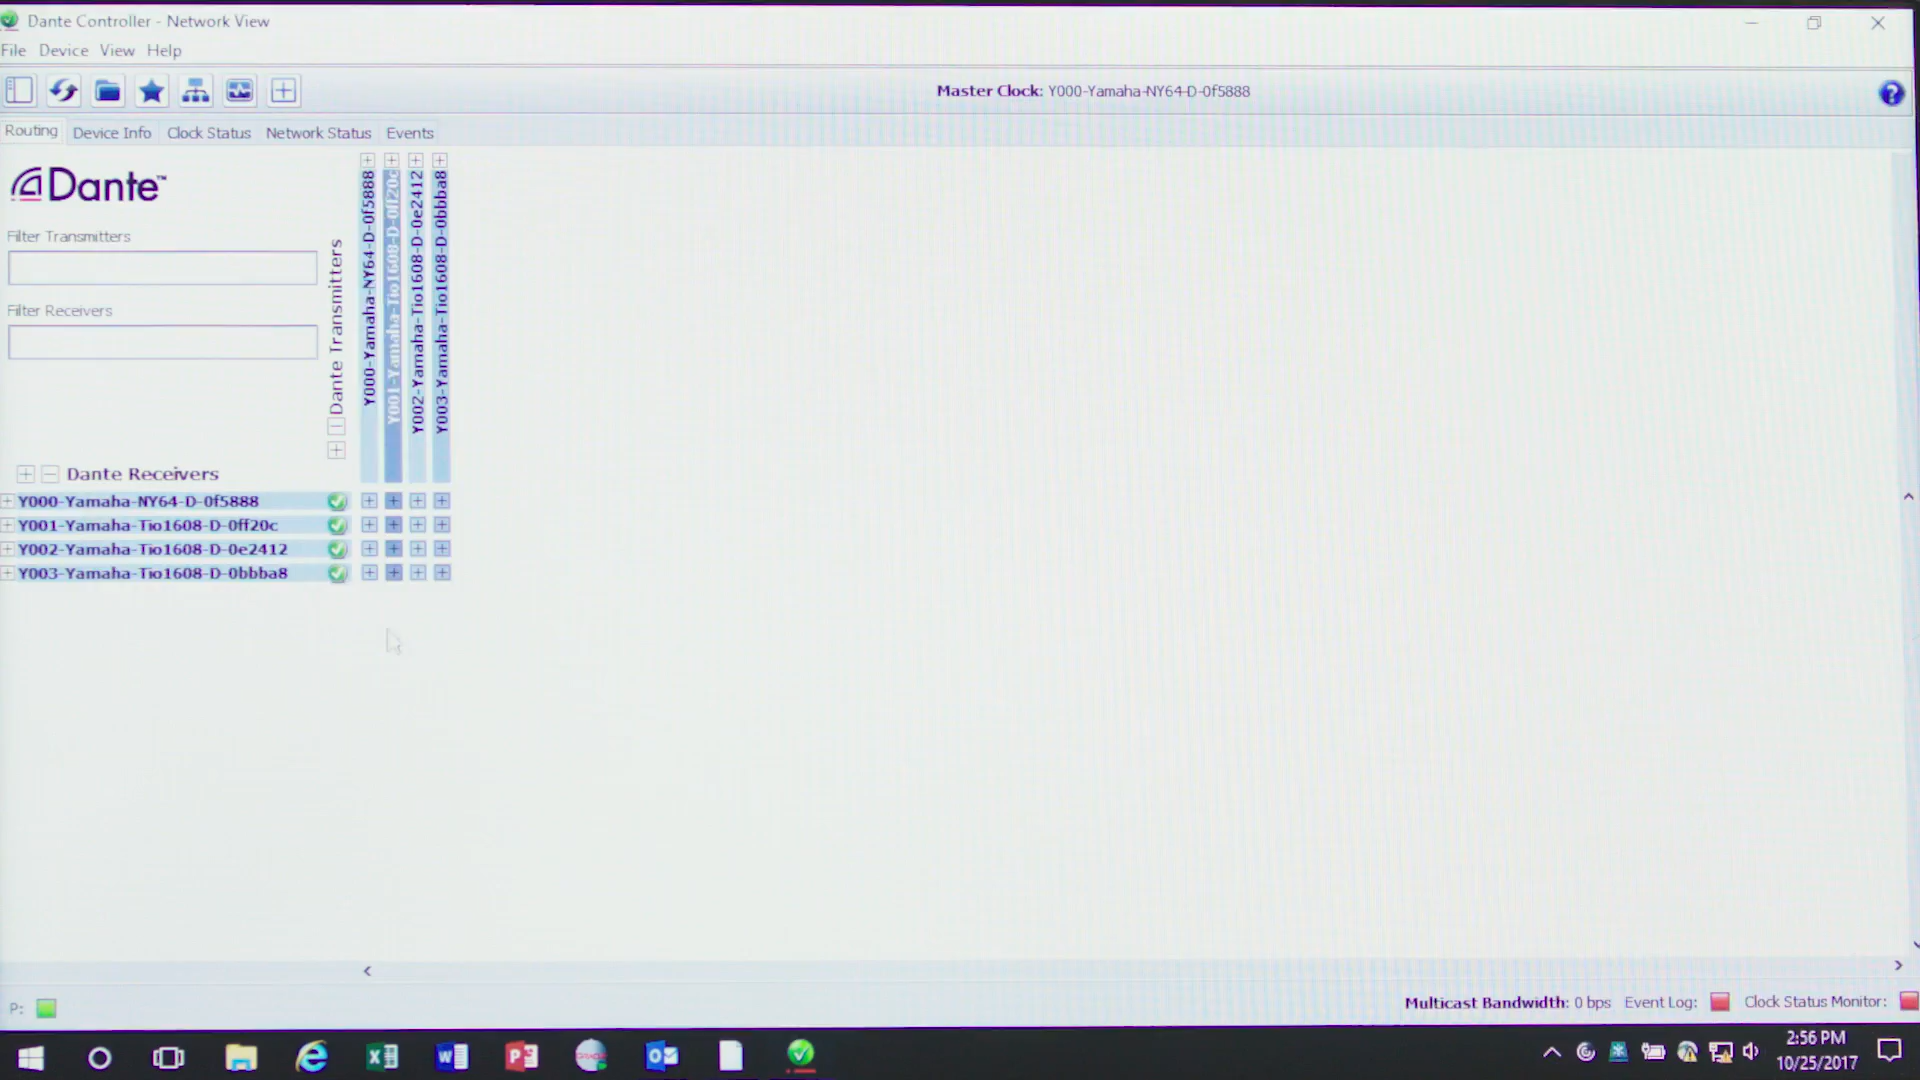 Dante Controller - Network View
File Device View Help
Master Clock: Y000-Yamaha-NY64-D-0f5888
Routing Device Info Clock Status Network Status Events
Dante™
Filter Transmitters
Filter Receivers
Dante Transmitters
Y000-Yamaha-NY64-D-0f5888
Y001-Yamaha-Tio1608-D-0ff20c
Y002-Yamaha-Tio1608-D-0e2412
Y003-Yamaha-Tio1608-D-0bbba8
Dante Receivers
Y000-Yamaha-NY64-D-0f5888
Y001-Yamaha-Tio1608-D-0ff20c
Y002-Yamaha-Tio1608-D-0e2412
Y003-Yamaha-Tio1608-D-0bbba8
P:
Multicast Bandwidth: 0 bps Event Log: Clock Status Monitor:
2:56 PM
10/25/2017